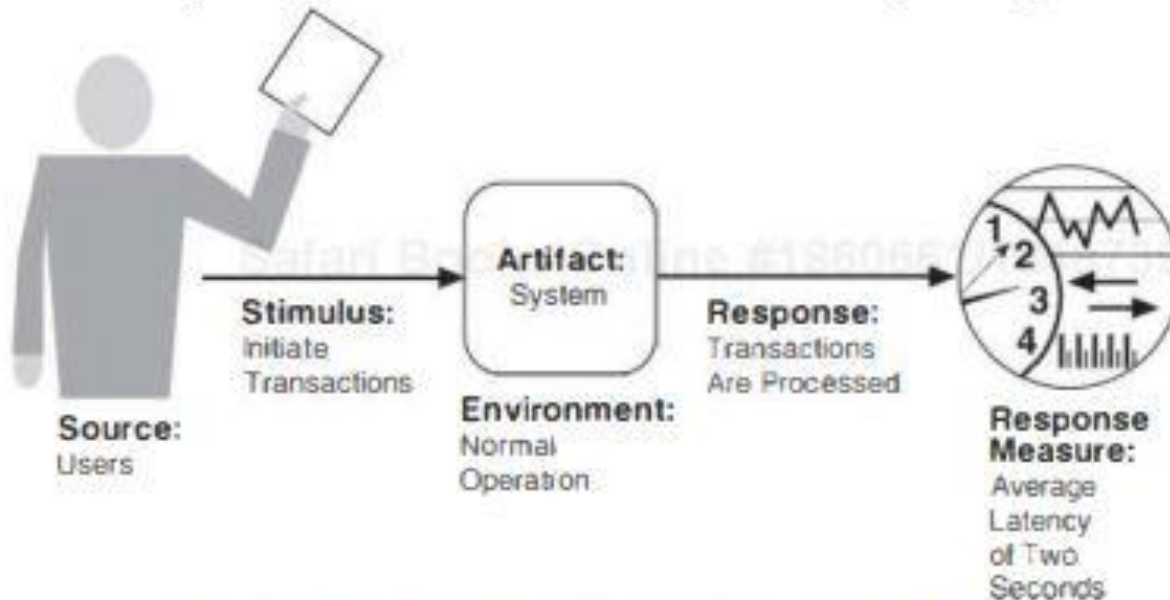 Artifact:
System
Stimulus:
Initiate
Transactions
Response:
Transactions
Are Processed
Source:
Users
Environment:
Normal
Operation
1
2
3
4
Response
Measure:
Average
Latency
of Two
Seconds